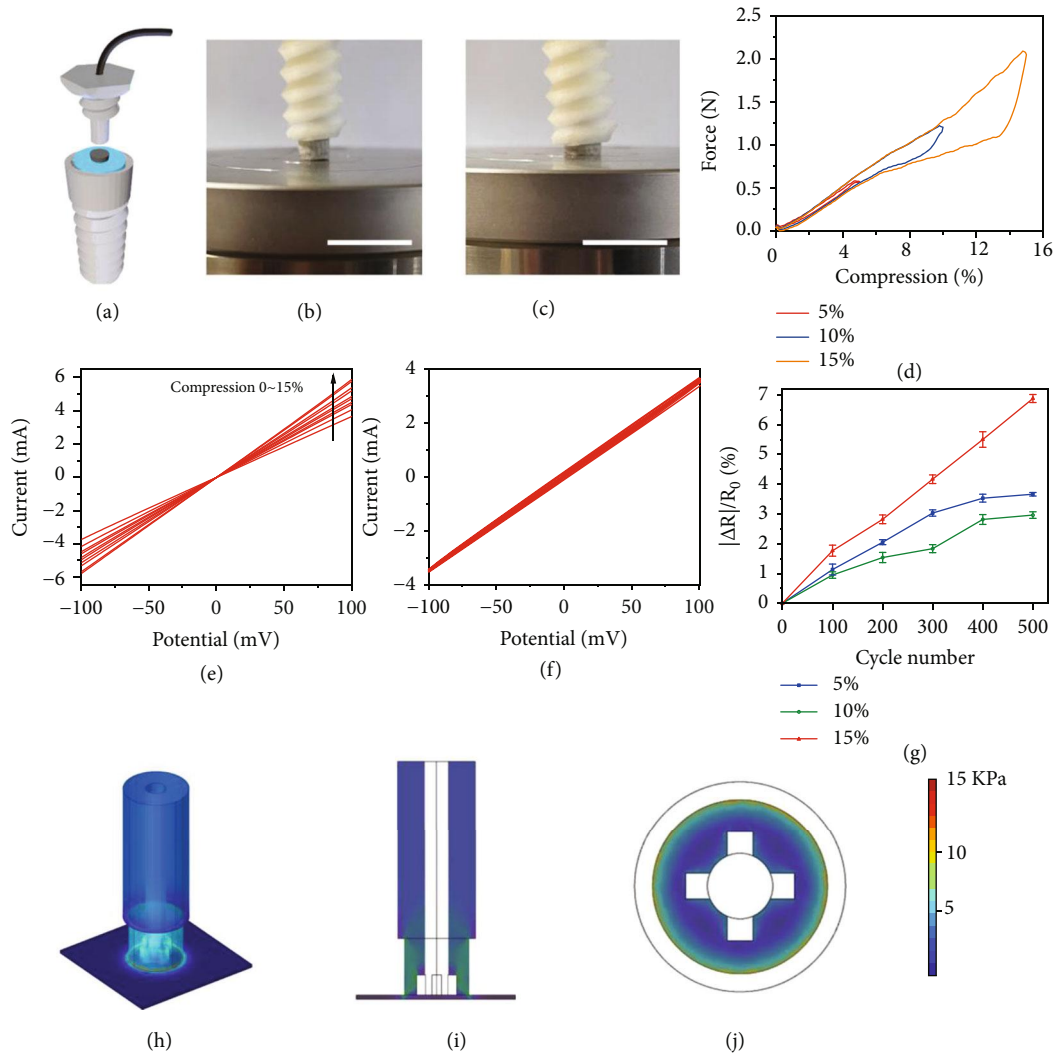 (a)
(b)
(c)
2.5
2.0
1.5
1.0
0.5
0.0
Force (N)
0
4
8
12
16
Compression (%)
5%
10%
15%
(d)
6
4
2
0
−2
−4
−6
Current (mA)
Compression 0~15%
−100
−50
0
50
100
Potential (mV)
(e)
4
2
0
−2
−4
Current (mA)
−100
−50
0
50
100
Potential (mV)
(f)
7
6
5
4
3
2
1
0
|ΔR|/R₀ (%)
0
100
200
300
400
500
Cycle number
5%
10%
15%
(g)
(h)
(i)
(j)
15 KPa
10
5